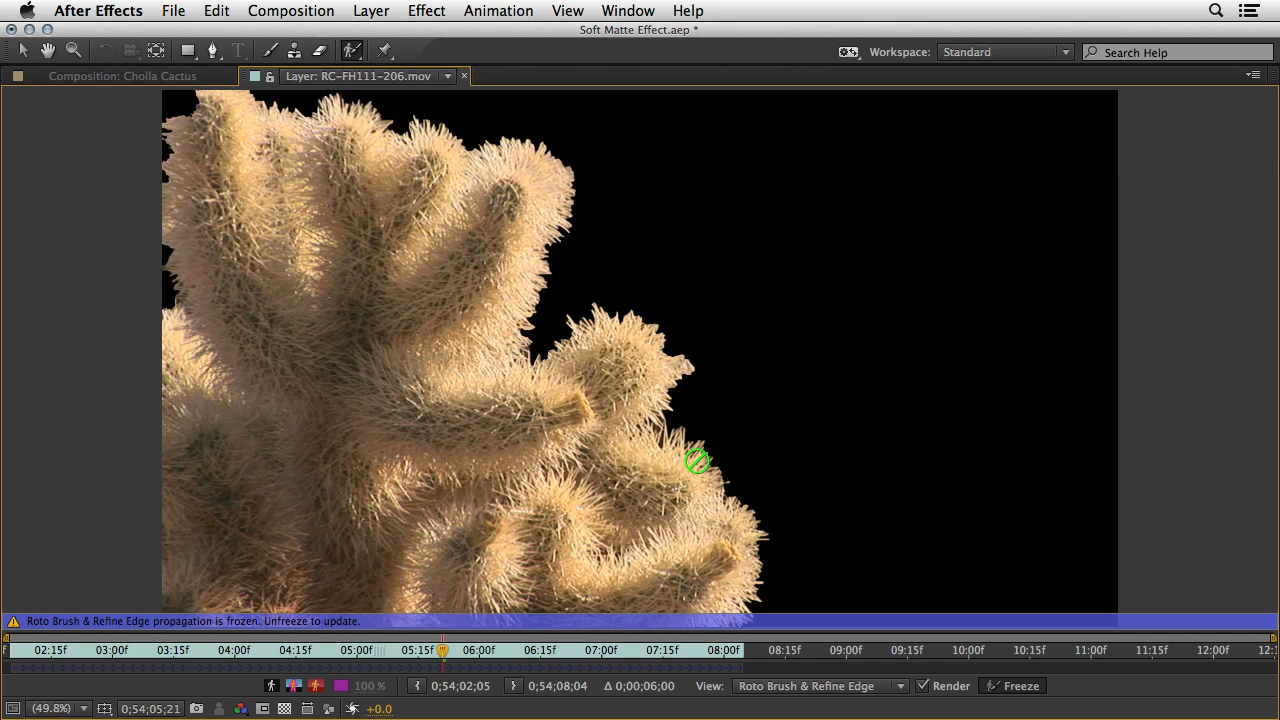 After Effects File Edit Composition Layer Effect Animation View Window Help
Soft Matte Effect.aep *
T Workspace: Standard Search Help
Composition: Cholla Cactus Layer: RC-FH111-206.mov
Roto Brush & Refine Edge propagation is frozen. Unfreeze to update.
f 02:15f 03:00f 03:15f 04:00f 04:15f 05:00f 05:15f 06:00f 06:15f 07:00f 07:15f 08:00f 08:15f 09:00f 09:15f 10:00f 10:15f 11:00f 11:15f 12:00f 12:
100 % 0;54;02;05 0;54;08;04 Δ 0;00;06;00 View: Roto Brush & Refine Edge Render Freeze
(49.8%) 0;54;05;21 +0.0